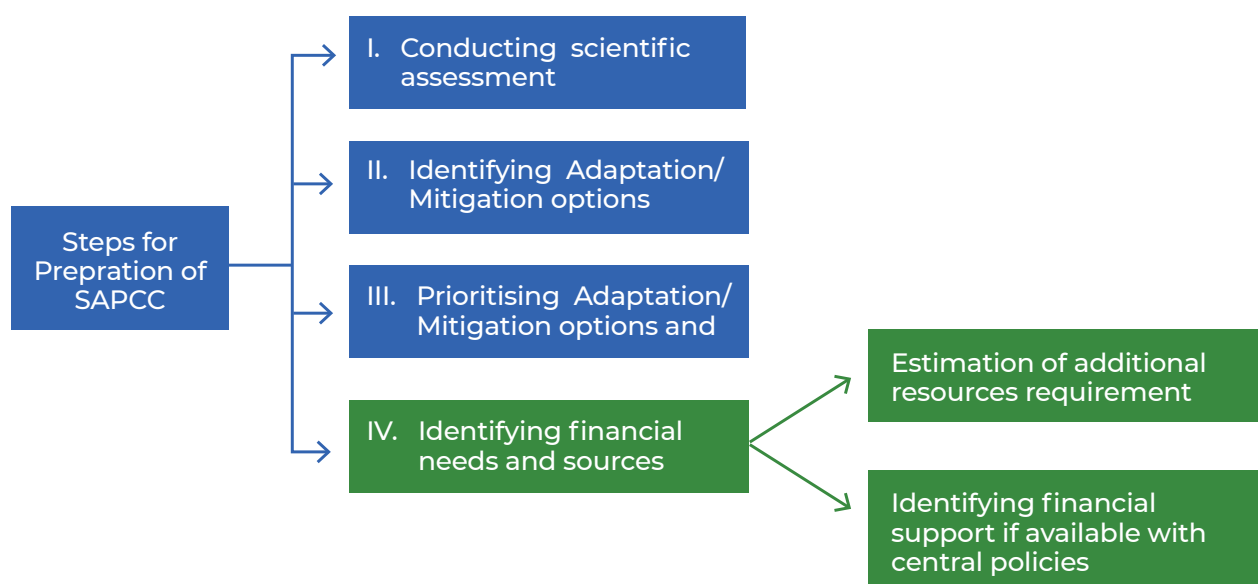 I. Conducting scientific
assessment
II. Identifying Adaptation/
Mitigation options
Steps for
Prepration of
SAPCC
III. Prioritising Adaptation/
Mitigation options and
IV. Identifying financial
needs and sources
Estimation of additional
resources requirement
Identifying financial
support if available with
central policies